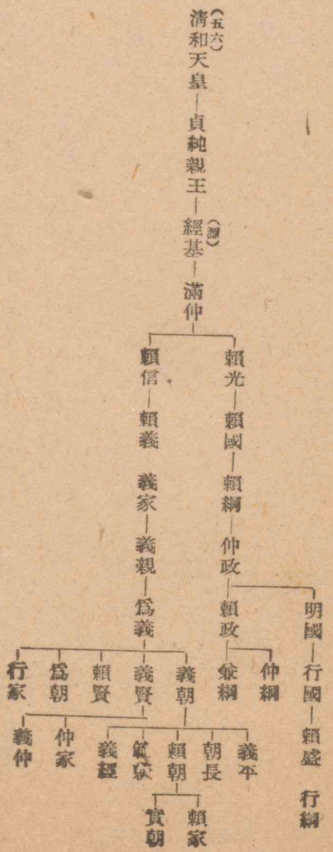 (五六)
清和天皇―貞純親王―經基―滿仲
(源)
明國―行國―賴盛 行綱
賴光―賴國―賴綱―仲政―賴政
仲綱
兼綱
賴信―賴義 義家―義親―爲義
義朝
義賢
賴賢
爲朝
行家
義平
朝長
賴朝
範賴
義經
仲家
義仲
賴家
實朝